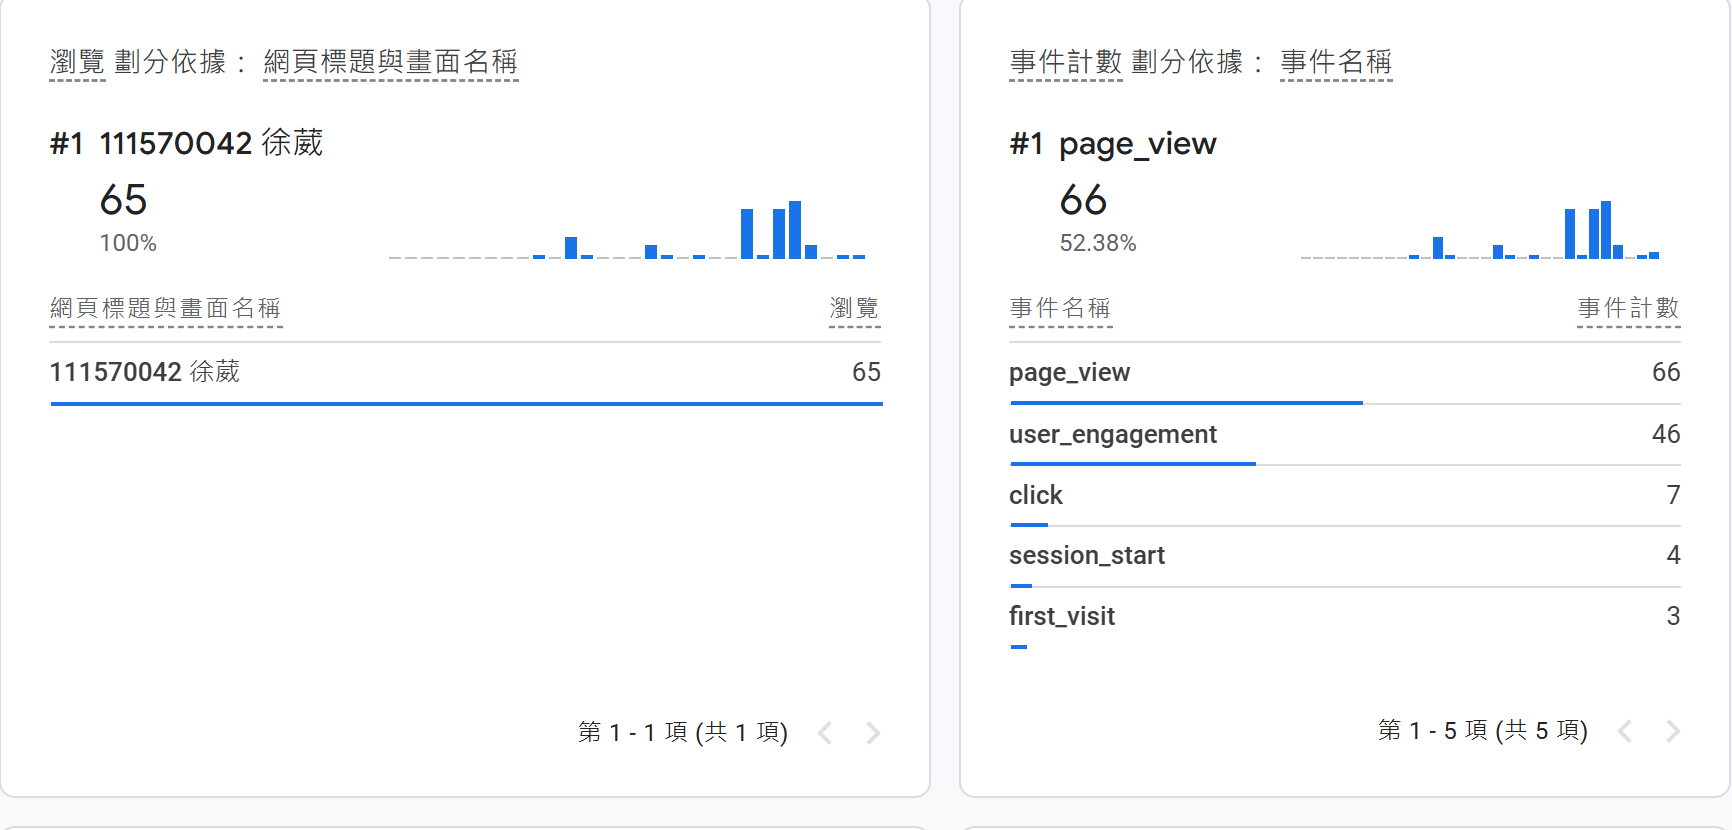 瀏覽 劃分依據： 網頁標題與畫面名稱
#1 111570042 徐葳
65
100%
網頁標題與畫面名稱 瀏覽
111570042 徐葳 65
第 1 - 1 項 (共 1 項)
事件計數 劃分依據： 事件名稱
#1 page_view
66
52.38%
事件名稱 事件計數
page_view 66
user_engagement 46
click 7
session_start 4
first_visit 3
第 1 - 5 項 (共 5 項)